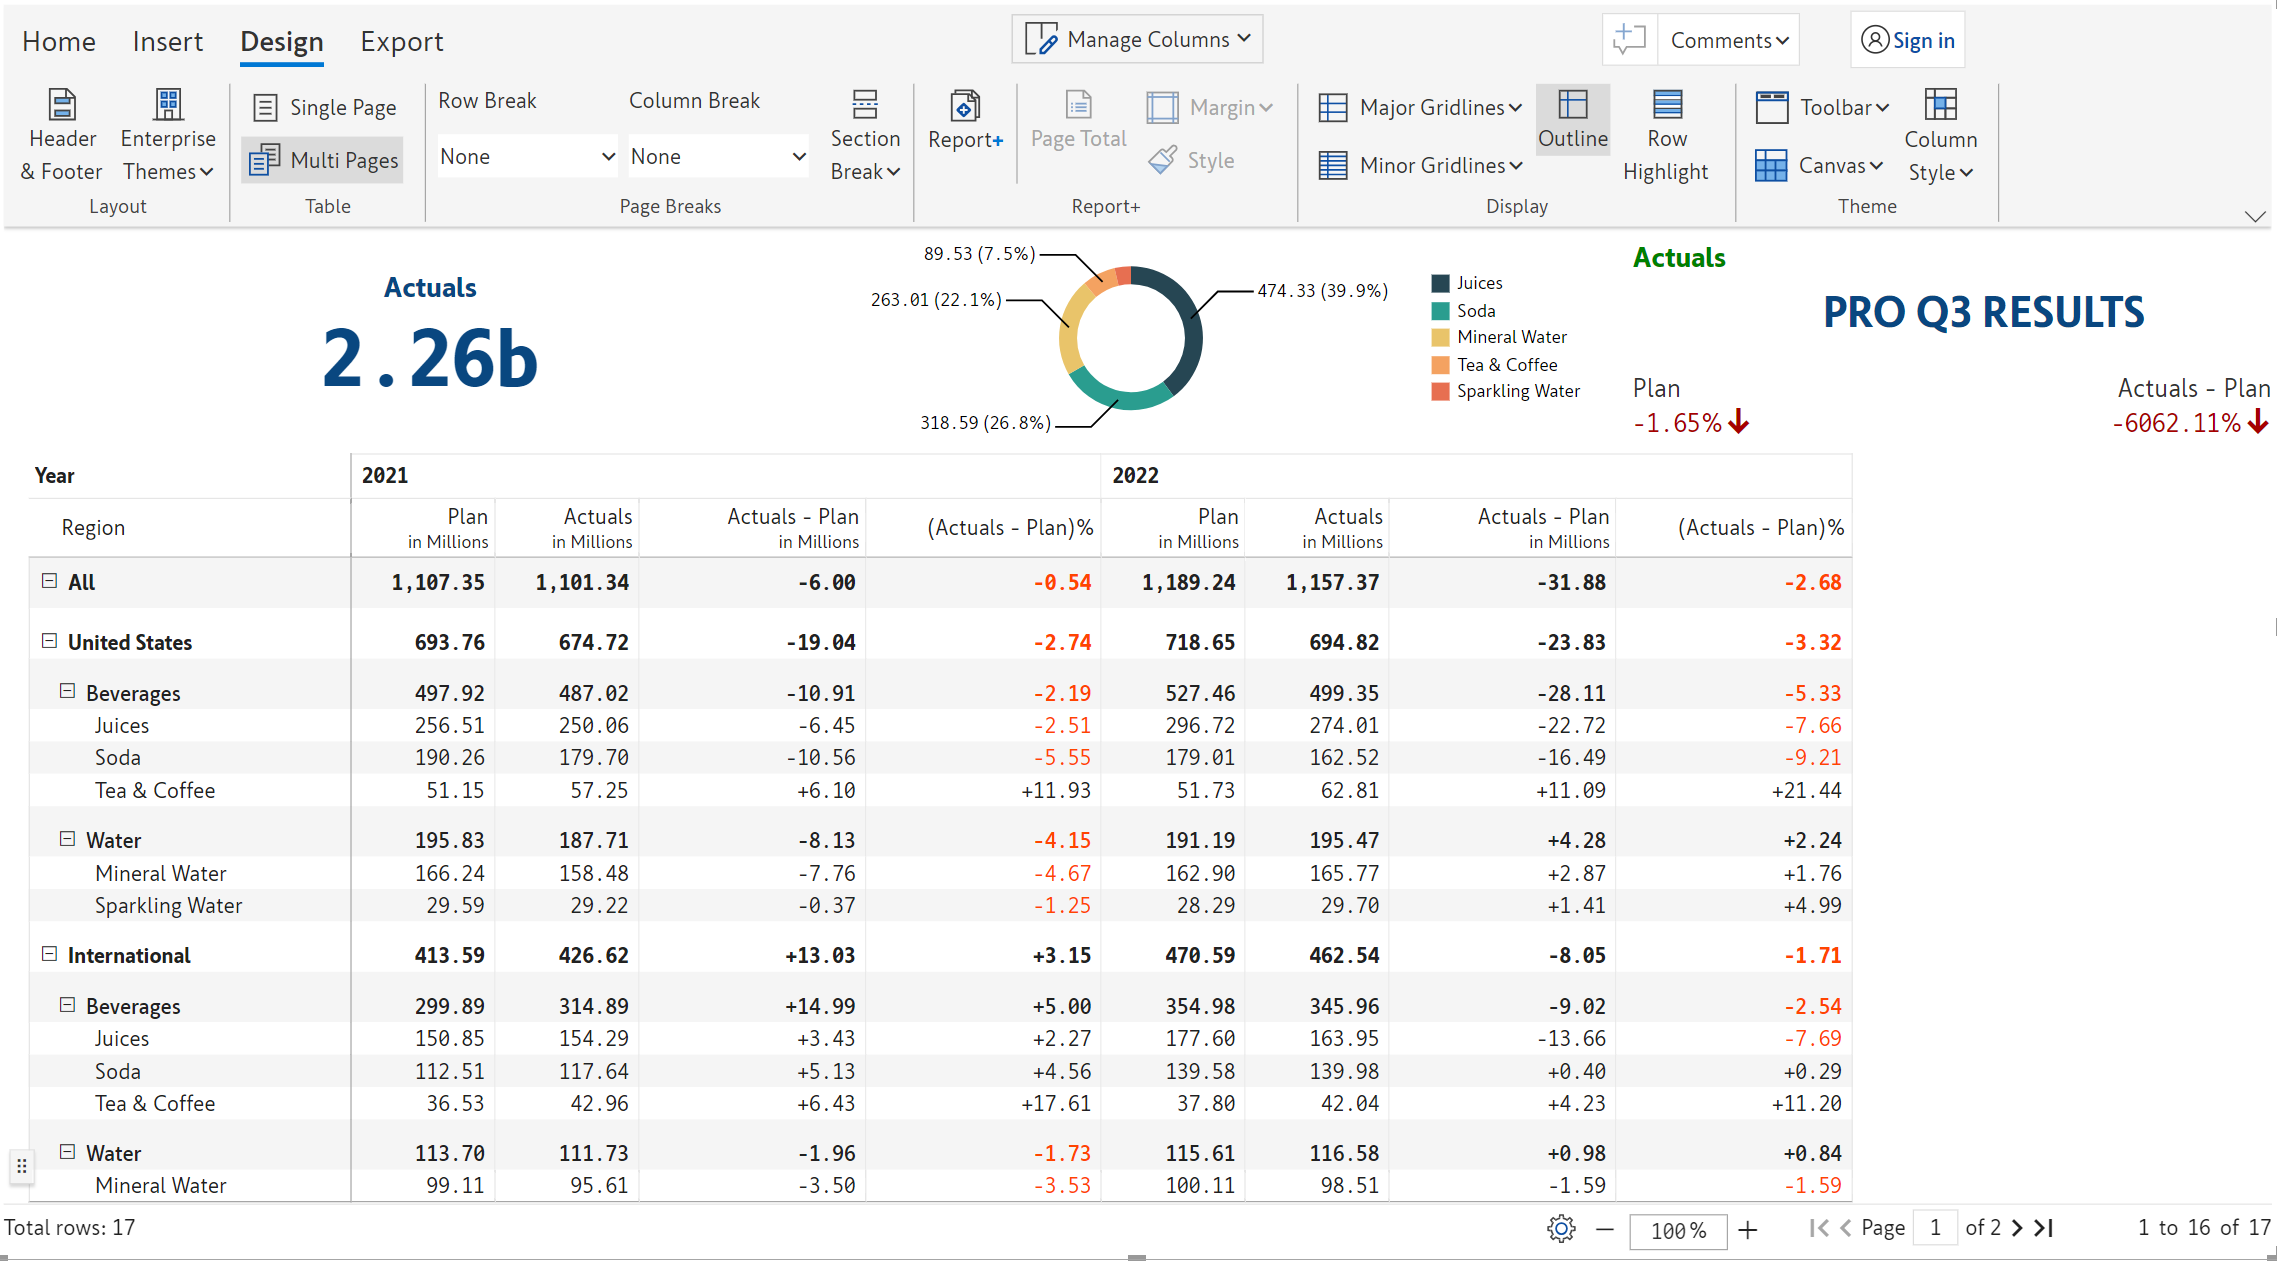 Home Insert Design Export Manage Columns Comments Sign in
Header & Footer Enterprise Themes Layout
Single Page Multi Pages Table
Row Break None Column Break None Section Break Page Breaks
Report+ Page Total Margin Style Report+
Major Gridlines Minor Gridlines Outline Row Highlight Display
Toolbar Canvas Column Style Theme
Actuals
2.26b
89.53 (7.5%)
263.01 (22.1%)
474.33 (39.9%)
318.59 (26.8%)
Juices
Soda
Mineral Water
Tea & Coffee
Sparkling Water
Actuals
PRO Q3 RESULTS
Plan Actuals - Plan
-1.65% -6062.11%
Year 2021 2022
Region Plan in Millions Actuals in Millions Actuals - Plan in Millions (Actuals - Plan)% Plan in Millions Actuals in Millions Actuals - Plan in Millions (Actuals - Plan)%
All 1,107.35 1,101.34 -6.00 -0.54 1,189.24 1,157.37 -31.88 -2.68
United States 693.76 674.72 -19.04 -2.74 718.65 694.82 -23.83 -3.32
Beverages 497.92 487.02 -10.91 -2.19 527.46 499.35 -28.11 -5.33
Juices 256.51 250.06 -6.45 -2.51 296.72 274.01 -22.72 -7.66
Soda 190.26 179.70 -10.56 -5.55 179.01 162.52 -16.49 -9.21
Tea & Coffee 51.15 57.25 +6.10 +11.93 51.73 62.81 +11.09 +21.44
Water 195.83 187.71 -8.13 -4.15 191.19 195.47 +4.28 +2.24
Mineral Water 166.24 158.48 -7.76 -4.67 162.90 165.77 +2.87 +1.76
Sparkling Water 29.59 29.22 -0.37 -1.25 28.29 29.70 +1.41 +4.99
International 413.59 426.62 +13.03 +3.15 470.59 462.54 -8.05 -1.71
Beverages 299.89 314.89 +14.99 +5.00 354.98 345.96 -9.02 -2.54
Juices 150.85 154.29 +3.43 +2.27 177.60 163.95 -13.66 -7.69
Soda 112.51 117.64 +5.13 +4.56 139.58 139.98 +0.40 +0.29
Tea & Coffee 36.53 42.96 +6.43 +17.61 37.80 42.04 +4.23 +11.20
Water 113.70 111.73 -1.96 -1.73 115.61 116.58 +0.98 +0.84
Mineral Water 99.11 95.61 -3.50 -3.53 100.11 98.51 -1.59 -1.59
Total rows: 17 100% Page 1 of 2 1 to 16 of 17